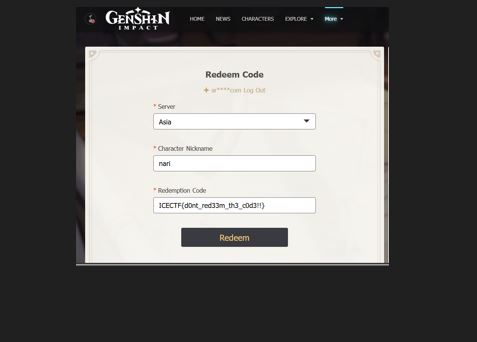 GENSHIN
IMPACT
HOME NEWS CHARACTERS EXPLORE More
Redeem Code
ar****com Log Out
* Server
Asia
* Character Nickname
nari
* Redemption Code
ICECTF{d0nt_red33m_th3_c0d3!!}
Redeem